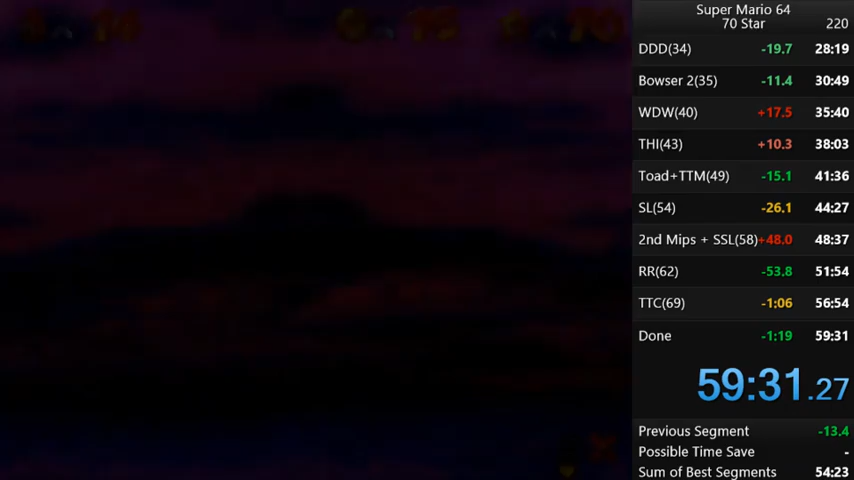 Super Mario 64
70 Star 220
DDD(34) -19.7 28:19
Bowser 2(35) -11.4 30:49
WDW(40) +17.5 35:40
THI(43) +10.3 38:03
Toad+TTM(49) -15.1 41:36
SL(54) -26.1 44:27
2nd Mips + SSL(58) +48.0 48:37
RR(62) -53.8 51:54
TTC(69) -1:06 56:54
Done -1:19 59:31
59:31.27
Previous Segment -13.4
Possible Time Save -
Sum of Best Segments 54:23